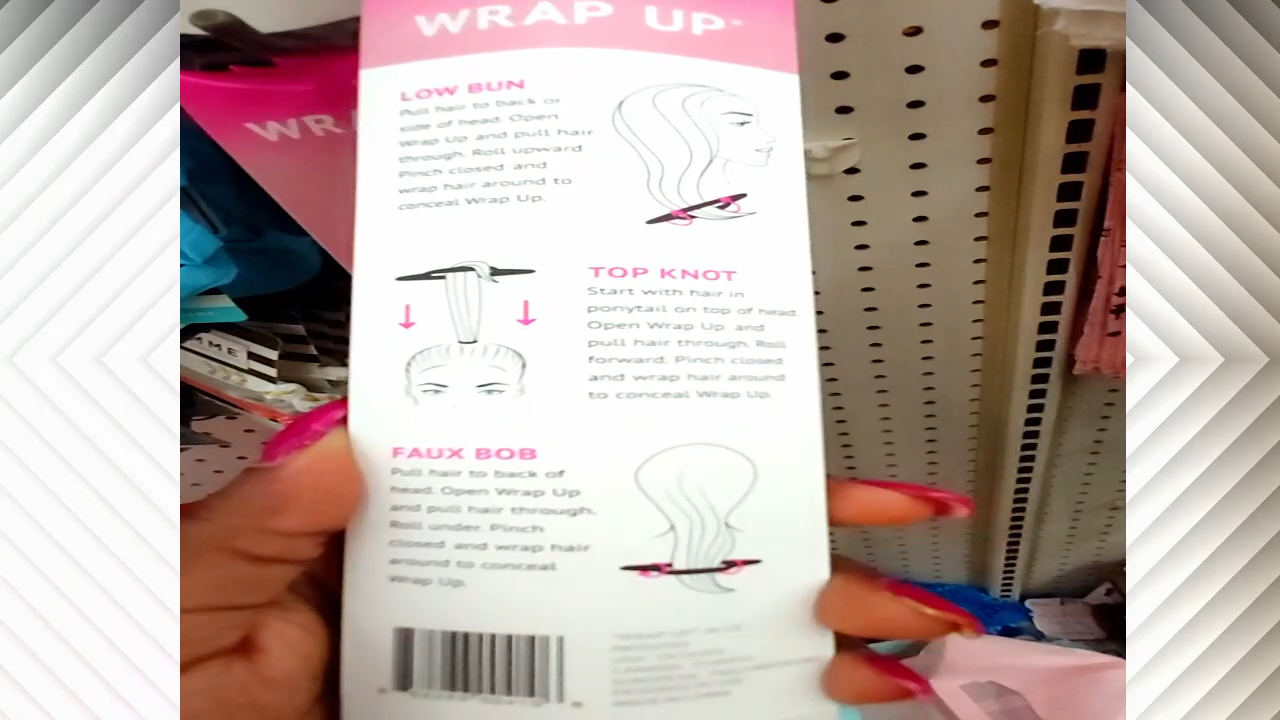 WRAP UP
WRA
LOW BUN
Pull hair to back or
side of head. Open
Wrap Up and pull hair
through. Roll upward
Pinch closed and
wrap hair around to
conceal Wrap Up.
TOP KNOT
Start with hair in
ponytail on top of head.
Open Wrap Up and
pull hair through. Roll
forward. Pinch closed
and wrap hair around
to conceal Wrap Up.
MME
FAUX BOB
Pull hair to back of
head. Open Wrap Up
and pull hair through.
Roll under. Pinch
closed and wrap hair
around to conceal
Wrap Up.